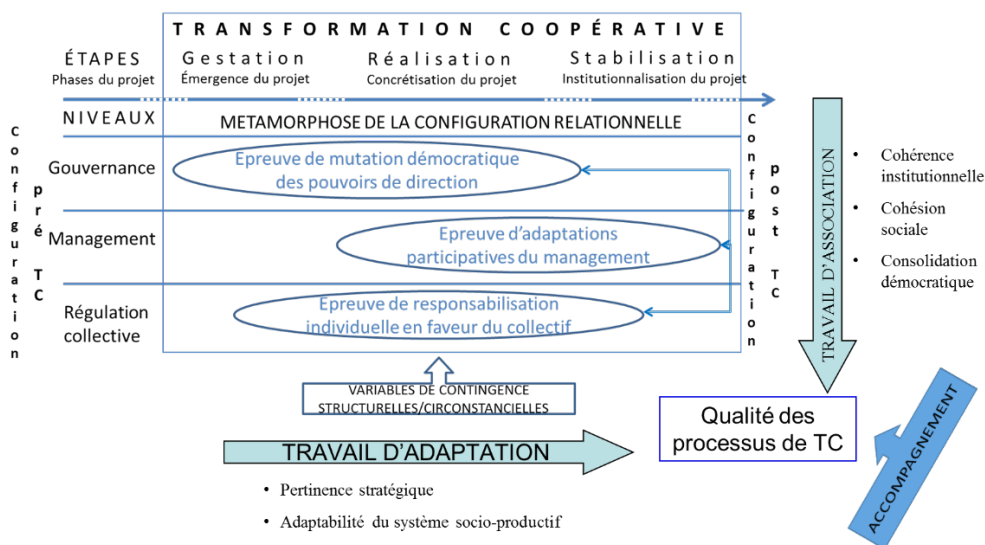 TRANSFORMATION COOPÉRATIVE
ÉTAPES
Phases du projet
Gestation
Émergence du projet
Réalisation
Concrétisation du projet
Stabilisation
Institutionnalisation du projet
NIVEAUX
METAMORPHOSE DE LA CONFIGURATION RELATIONNELLE
Configuration
pré TC
Gouvernance
Epreuve de mutation démocratique
des pouvoirs de direction
Management
Epreuve d’adaptations
participatives du management
Régulation
collective
Epreuve de responsabilisation
individuelle en faveur du collectif
Configuration
post TC
TRAVAIL D’ASSOCIATION
• Cohérence
institutionnelle
• Cohésion
sociale
• Consolidation
démocratique
VARIABLES DE CONTINGENCE
STRUCTURELLES/CIRCONSTANCIELLES
TRAVAIL D’ADAPTATION
• Pertinence stratégique
• Adaptabilité du système socio-productif
Qualité des
processus de TC
ACCOMPAGNEMENT